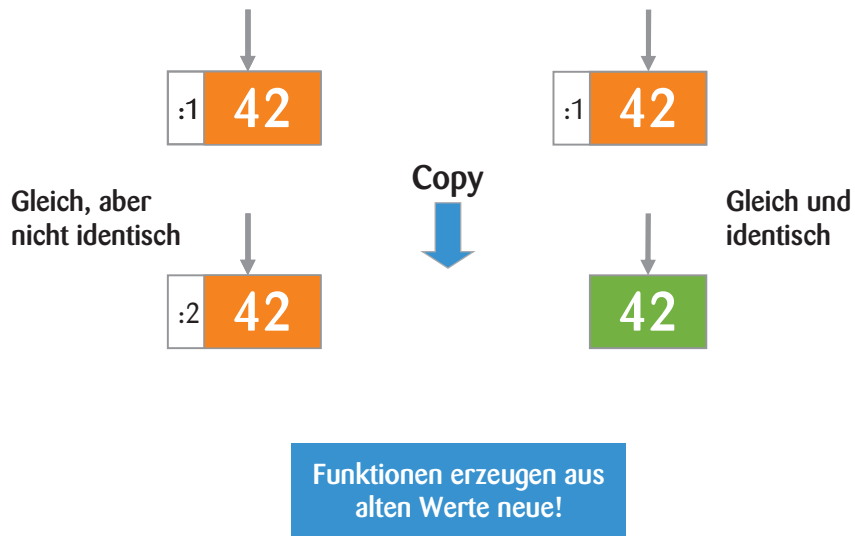 :1 42
:1 42
Copy
Gleich, aber
nicht identisch
Gleich und
identisch
:2 42
42
Funktionen erzeugen aus
alten Werte neue!